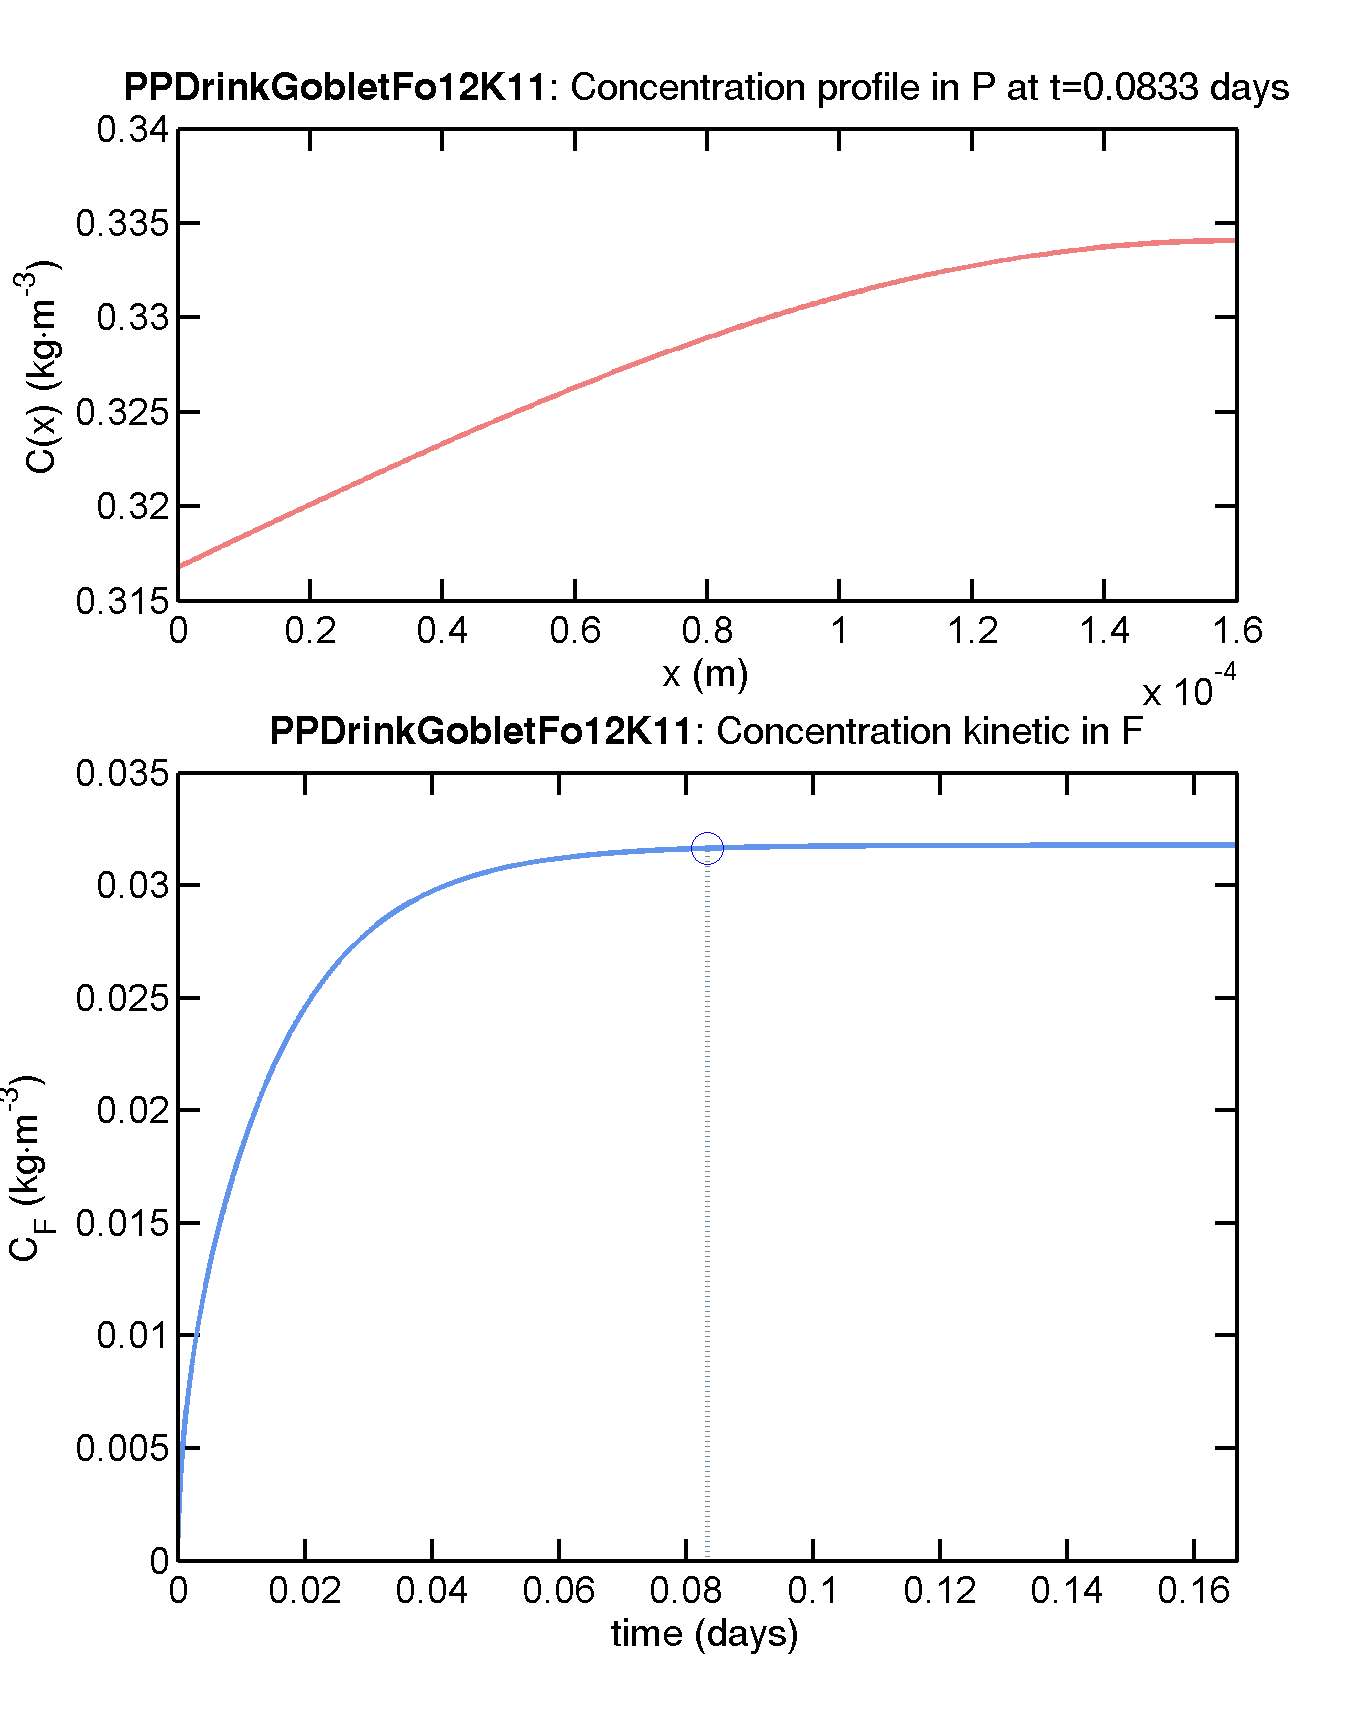 PPDrinkGobletFo12K11: Concentration profile in P at t=0.0833 days
0.34
0.335
0.33
0.325
0.32
0.315
C(x) (kg·m-3)
0 0.2 0.4 0.6 0.8 1 1.2 1.4 1.6
x (m)
x 10-4
PPDrinkGobletFo12K11: Concentration kinetic in F
0.035
0.03
0.025
0.02
0.015
0.01
0.005
0
CF (kg·m-3)
0 0.02 0.04 0.06 0.08 0.1 0.12 0.14 0.16
time (days)